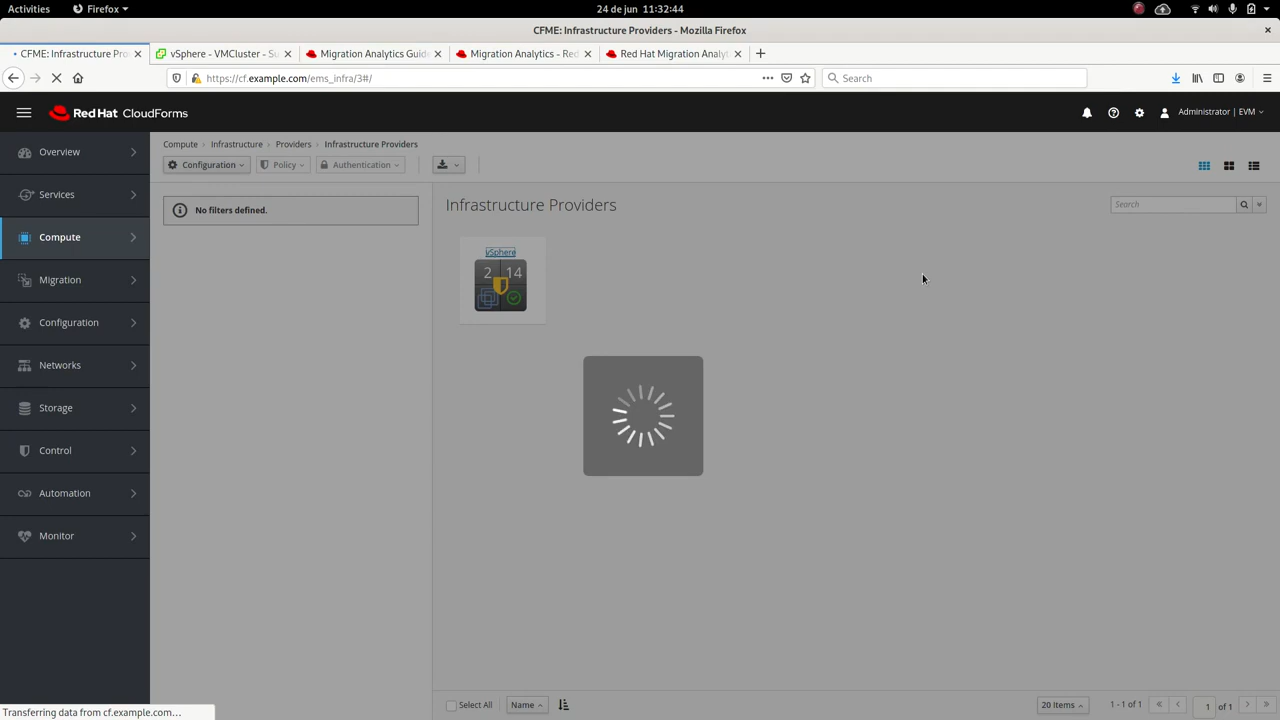 Activities
Firefox
24 de jun 11:32:44
CFME: Infrastructure Providers - Mozilla Firefox
CFME: Infrastructure Pro
vSphere - VMCluster - Su
Migration Analytics Guide
Migration Analytics - Red
Red Hat Migration Analyt
https://cf.example.com/ems_infra/3#/
Search
Red Hat CloudForms
Administrator | EVM
Overview
Services
Compute
Migration
Configuration
Networks
Storage
Control
Automation
Monitor
Compute
Infrastructure
Providers
Infrastructure Providers
Configuration
Policy
Authentication
No filters defined.
Infrastructure Providers
Search
vSphere
2 14
Select All
Name
20 Items
1 - 1 of 1
1 of 1
Transferring data from cf.example.com…